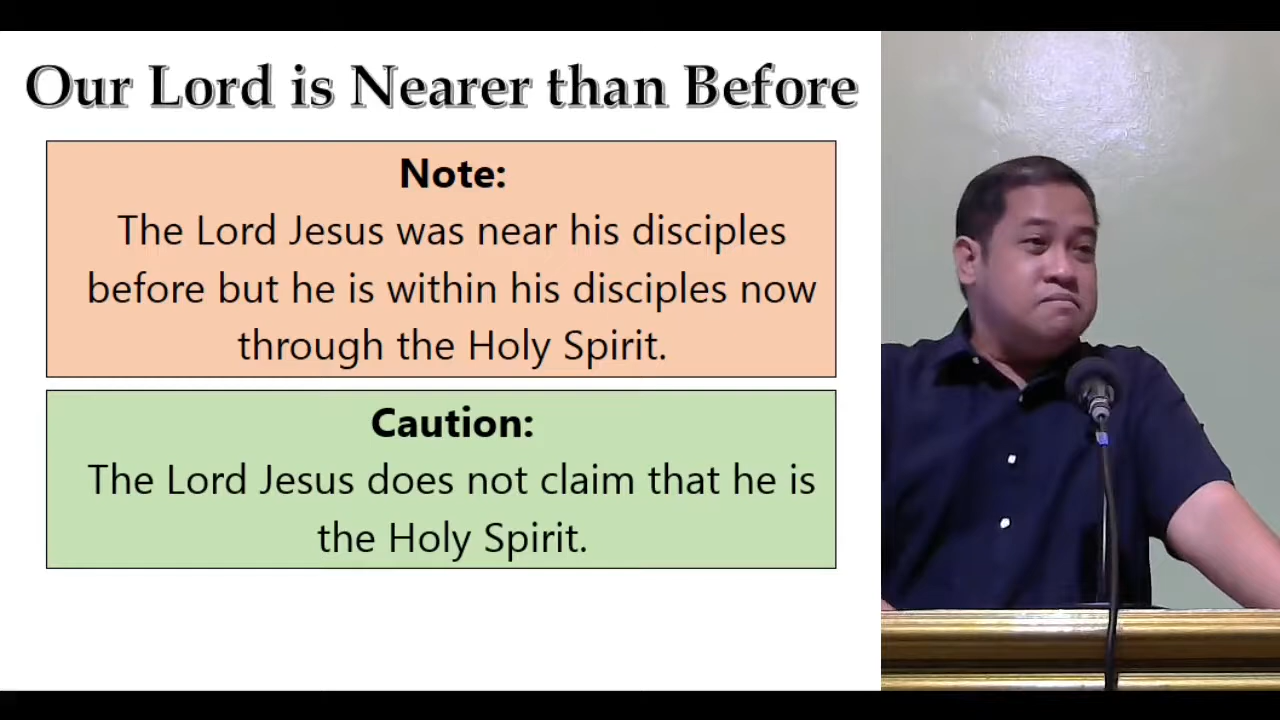 Our Lord is Nearer than Before
Note:
The Lord Jesus was near his disciples
before but he is within his disciples now
through the Holy Spirit.
Caution:
The Lord Jesus does not claim that he is
the Holy Spirit.